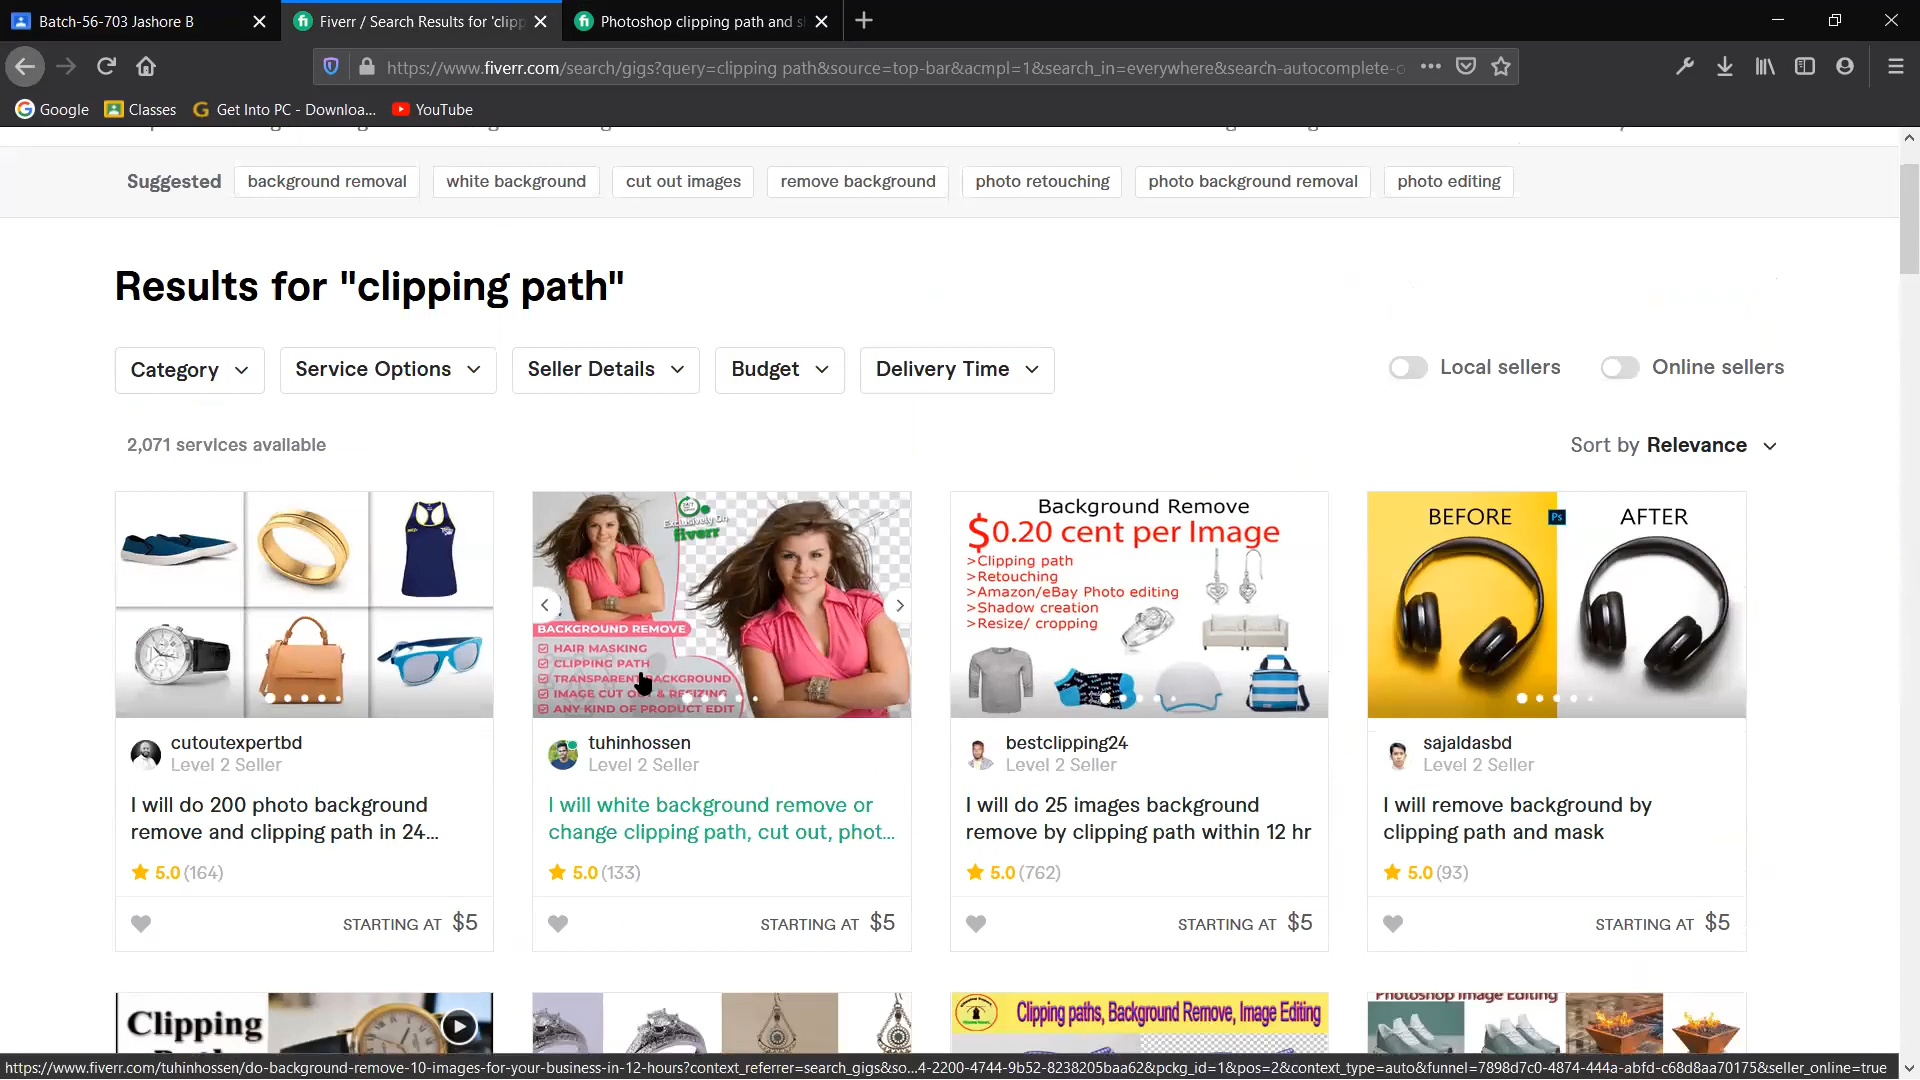 Batch-56-703 Jashore B
Fiverr / Search Results for 'clipp
Photoshop clipping path and s
https://www.fiverr.com/search/gigs?query=clipping path&source=top-bar&acmpl=1&search_in=everywhere&search-autocomplete-o
Google
Classes
Get Into PC - Downloa...
YouTube
Suggested
background removal
white background
cut out images
remove background
photo retouching
photo background removal
photo editing
Results for "clipping path"
Category
Service Options
Seller Details
Budget
Delivery Time
Local sellers
Online sellers
2,071 services available
Sort by Relevance
Exclusively On
fiverr
BACKGROUND REMOVE
HAIR MASKING
CLIPPING PATH
TRANSPARENT BACKGROUND
IMAGE CUT OUT & RESIZING
ANY KIND OF PRODUCT EDIT
Background Remove
$0.20 cent per Image
>Clipping path
>Retouching
>Amazon/eBay Photo editing
>Shadow creation
>Resize/ cropping
BEFORE
Ps
AFTER
cutoutexpertbd
Level 2 Seller
I will do 200 photo background
remove and clipping path in 24...
5.0 (164)
STARTING AT $5
tuhinhossen
Level 2 Seller
I will white background remove or
change clipping path, cut out, phot...
5.0 (133)
STARTING AT $5
bestclipping24
Level 2 Seller
I will do 25 images background
remove by clipping path within 12 hr
5.0 (762)
STARTING AT $5
sajaldasbd
Level 2 Seller
I will remove background by
clipping path and mask
5.0 (93)
STARTING AT $5
Clipping
Clipping paths, Background Remove, Image Editing
Photoshop Image Editing
https://www.fiverr.com/tuhinhossen/do-background-remove-10-images-for-your-business-in-12-hours?context_referrer=search_gigs&so...4-2200-4744-9b52-8238205baa62&pckg_id=1&pos=2&context_type=auto&funnel=7898d7c0-4874-444a-abfd-c68d8aa70175&seller_online=true